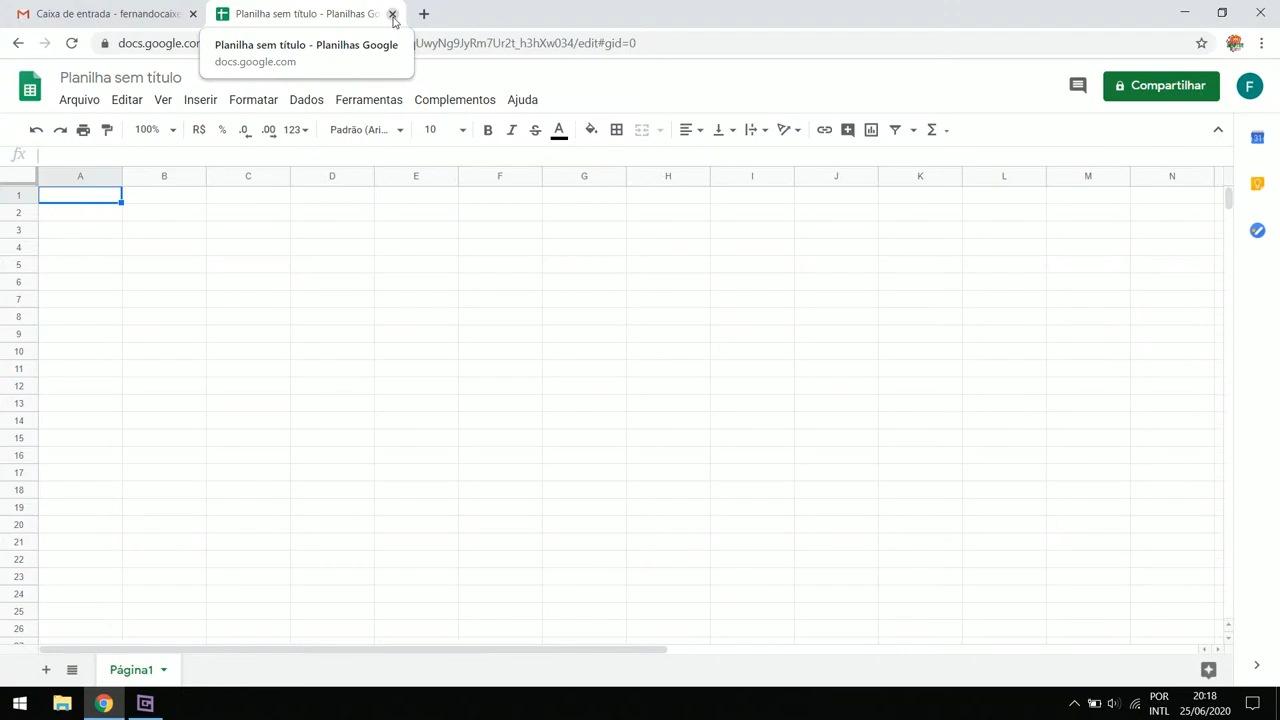 Caixa de entrada - fernandocaixe
Planilha sem título - Planilhas Go
docs.google.com
Planilha sem título - Planilhas Google
docs.google.com
UwyNg9JyRm7Ur2t_h3hXw034/edit#gid=0
Planilha sem título
Arquivo Editar Ver Inserir Formatar Dados Ferramentas Complementos Ajuda
Compartilhar
F
100% R$ % .0 .00 123 Padrão (Ari... 10 B I S A Σ
fx
A B C D E F G H I J K L M N
1
2
3
4
5
6
7
8
9
10
11
12
13
14
15
16
17
18
19
20
21
22
23
24
25
26
Página1
POR
INTL
20:18
25/06/2020